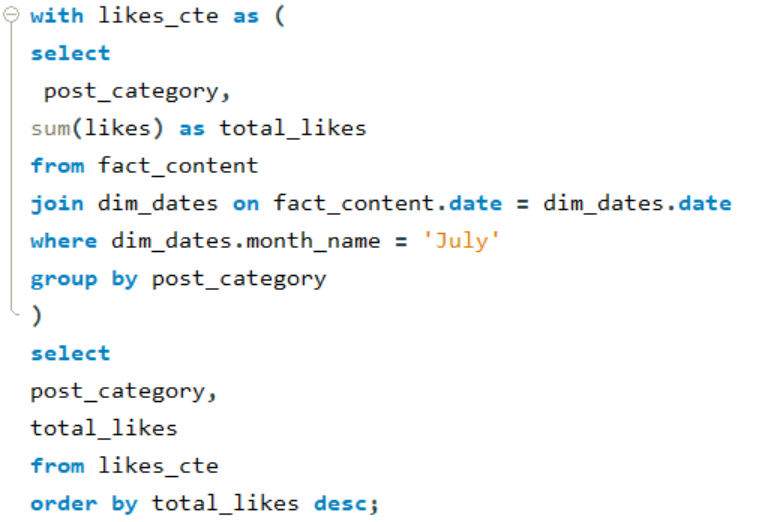 with likes_cte as (
select
post_category,
sum(likes) as total_likes
from fact_content
join dim_dates on fact_content.date = dim_dates.date
where dim_dates.month_name = 'July'
group by post_category
)
select
post_category,
total_likes
from likes_cte
order by total_likes desc;